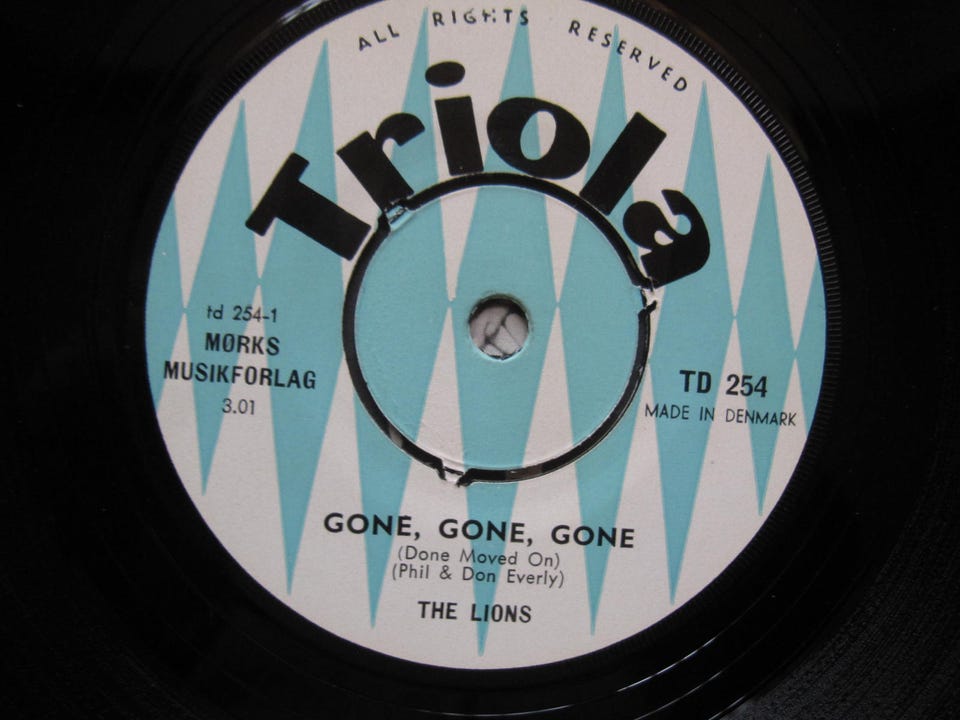 ALL RIGHTS RESERVED
Triola
td 254-1
MØRKS
MUSIKFORLAG
3.01
TD 254
MADE IN DENMARK
GONE, GONE, GONE
(Done Moved On)
(Phil & Don Everly)
THE LIONS